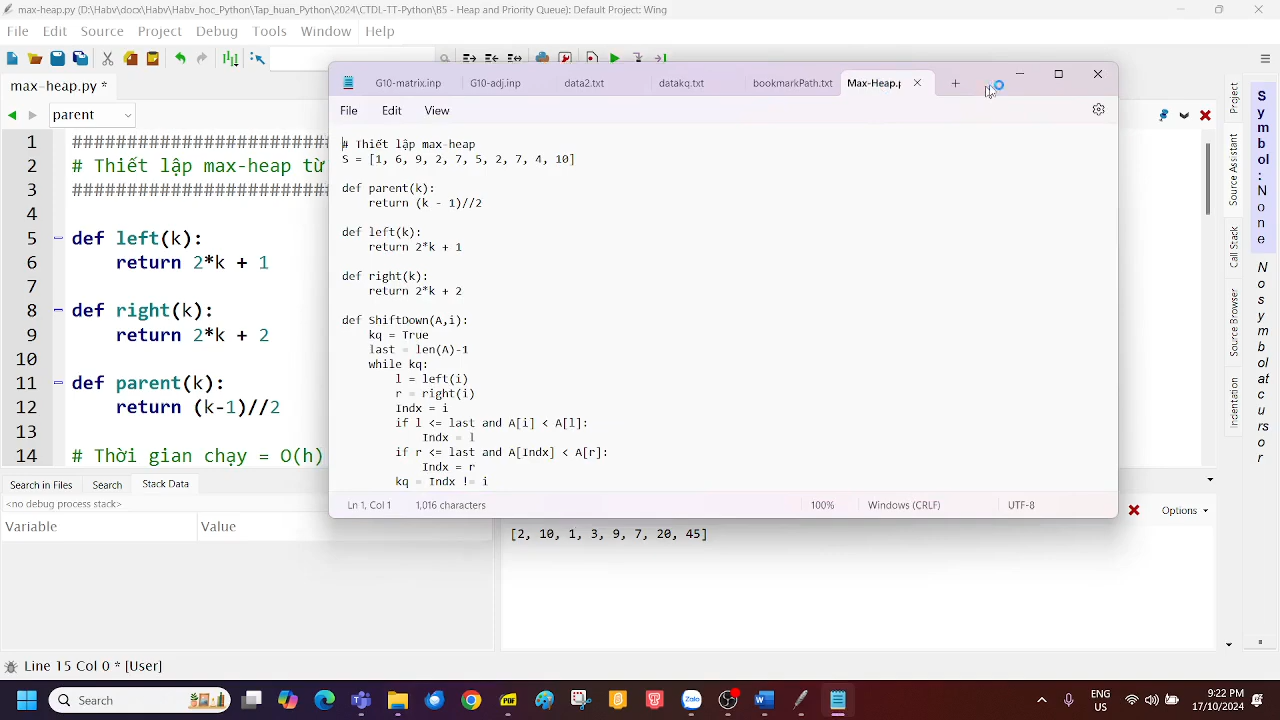 max-heap.py (D:\Habv\docx\Habv\Habv_hoc_Python\Tap_huan_Python\2024\CTDL-TT-Python\B5 - Heap and Priority Queue): Default Project: Wing
File Edit Source Project Debug Tools Window Help
max-heap.py *
parent
1 ##########################
2 # Thiết lập max-heap từ
3 ##########################
4
5 def left(k):
6 return 2*k + 1
7
8 def right(k):
9 return 2*k + 2
10
11 def parent(k):
12 return (k-1)//2
13
14 # Thời gian chạy = O(h)
G10-matrix.inp G10-adj.inp data2.txt datakq.txt bookmarkPath.txt Max-Heap.p
File Edit View
# Thiết lập max-heap
S = [1, 6, 9, 2, 7, 5, 2, 7, 4, 10]
def parent(k):
return (k - 1)//2
def left(k):
return 2*k + 1
def right(k):
return 2*k + 2
def ShiftDown(A,i):
kq = True
last = len(A)-1
while kq:
l = left(i)
r = right(i)
Indx = i
if l <= last and A[i] < A[l]:
Indx = l
if r <= last and A[Indx] < A[r]:
Indx = r
kq = Indx != i
Ln 1, Col 1 1,016 characters 100% Windows (CRLF) UTF-8
Project
Source Assistant
Call Stack
Source Browser
Indentation
Symbol: None
No symbol at cursor
Search in Files Search Stack Data
<no debug process stack>
Variable Value
Options
[2, 10, 1, 3, 9, 7, 20, 45]
Line 15 Col 0 * [User]
Search
PDF
Zalo
ENG
US
9:22 PM
17/10/2024